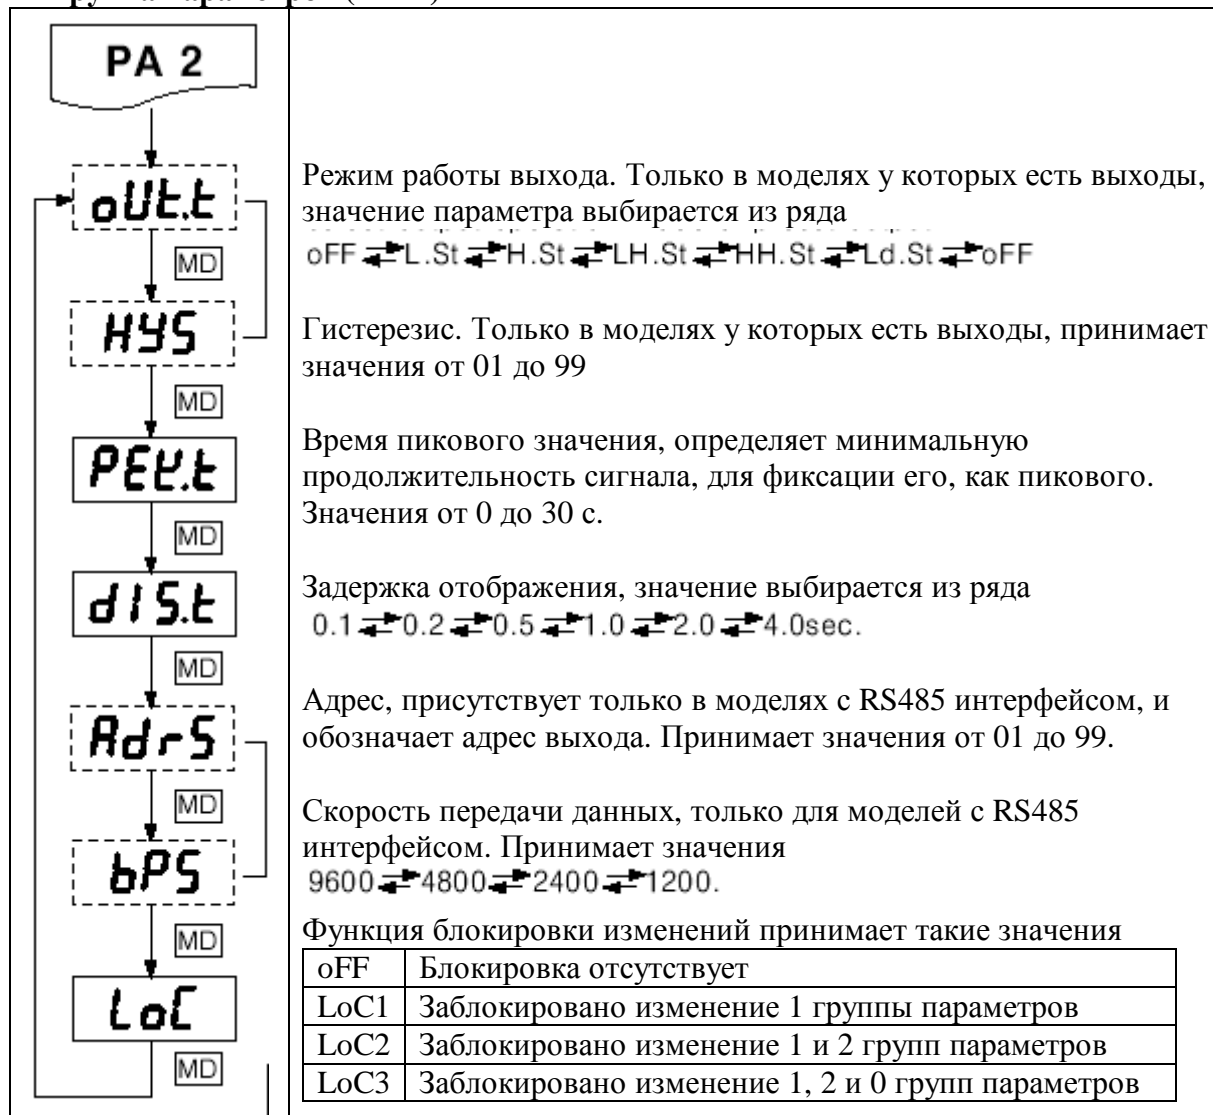 PA 2
oUt.t
MD
HYS
MD
PEK.t
MD
dIS.t
MD
AdrS
MD
bPS
MD
LoC
MD
Режим работы выхода. Только в моделях у которых есть выходы,
значение параметра выбирается из ряда
oFF ⇄ L.St ⇄ H.St ⇄ LH.St ⇄ HH.St ⇄ Ld.St ⇄ oFF
Гистерезис. Только в моделях у которых есть выходы, принимает
значения от 01 до 99
Время пикового значения, определяет минимальную
продолжительность сигнала, для фиксации его, как пикового.
Значения от 0 до 30 с.
Задержка отображения, значение выбирается из ряда
0.1 ⇄ 0.2 ⇄ 0.5 ⇄ 1.0 ⇄ 2.0 ⇄ 4.0sec.
Адрес, присутствует только в моделях с RS485 интерфейсом, и
обозначает адрес выхода. Принимает значения от 01 до 99.
Скорость передачи данных, только для моделей с RS485
интерфейсом. Принимает значения
9600 ⇄ 4800 ⇄ 2400 ⇄ 1200.
Функция блокировки изменений принимает такие значения
oFF Блокировка отсутствует
LoC1 Заблокировано изменение 1 группы параметров
LoC2 Заблокировано изменение 1 и 2 групп параметров
LoC3 Заблокировано изменение 1, 2 и 0 групп параметров